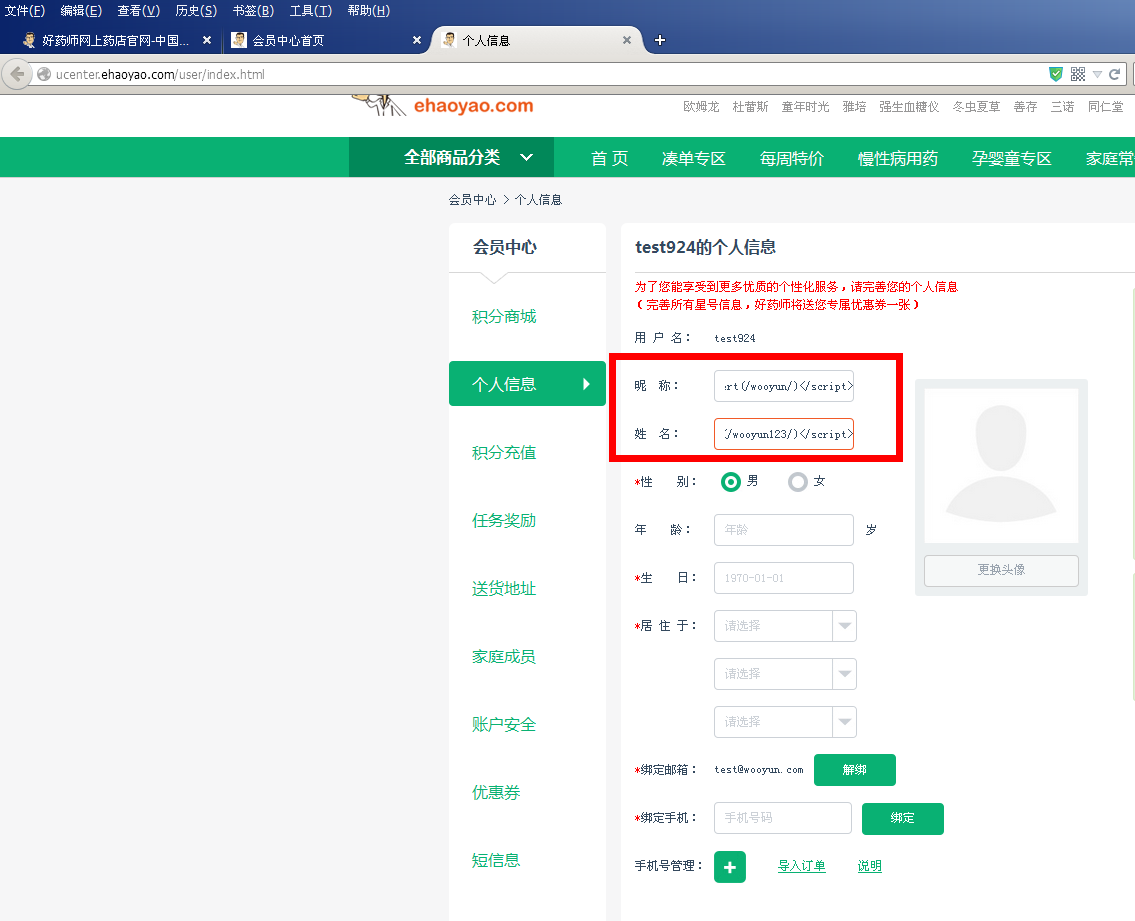 文件(F) 编辑(E) 查看(V) 历史(S) 书签(B) 工具(T) 帮助(H)
好药师网上药店官网-中国... × 会员中心首页 × 个人信息 × +
ucenter.ehaoyao.com/user/index.html
ehaoyao.com
欧姆龙 杜蕾斯 童年时光 雅培 强生血糖仪 冬虫夏草 善存 三诺 同仁堂
全部商品分类 首 页 凑单专区 每周特价 慢性病用药 孕婴童专区 家庭常
会员中心 > 个人信息
会员中心
积分商城
个人信息
积分充值
任务奖励
送货地址
家庭成员
账户安全
优惠券
短信息
test924的个人信息
为了您能享受到更多优质的个性化服务，请完善您的个人信息
（完善所有星号信息，好药师将送您专属优惠券一张）
用 户 名： test924
昵 称： rt(/wooyun/)</script>
姓 名： /wooyun123/)</script>
*性 别： 男 女
年 龄： 年龄 岁
*生 日： 1970-01-01
*居 住 于： 请选择
请选择
请选择
*绑定邮箱： test@wooyun.com 解绑
*绑定手机： 手机号码 绑定
手机号管理： + 导入订单 说明
更换头像